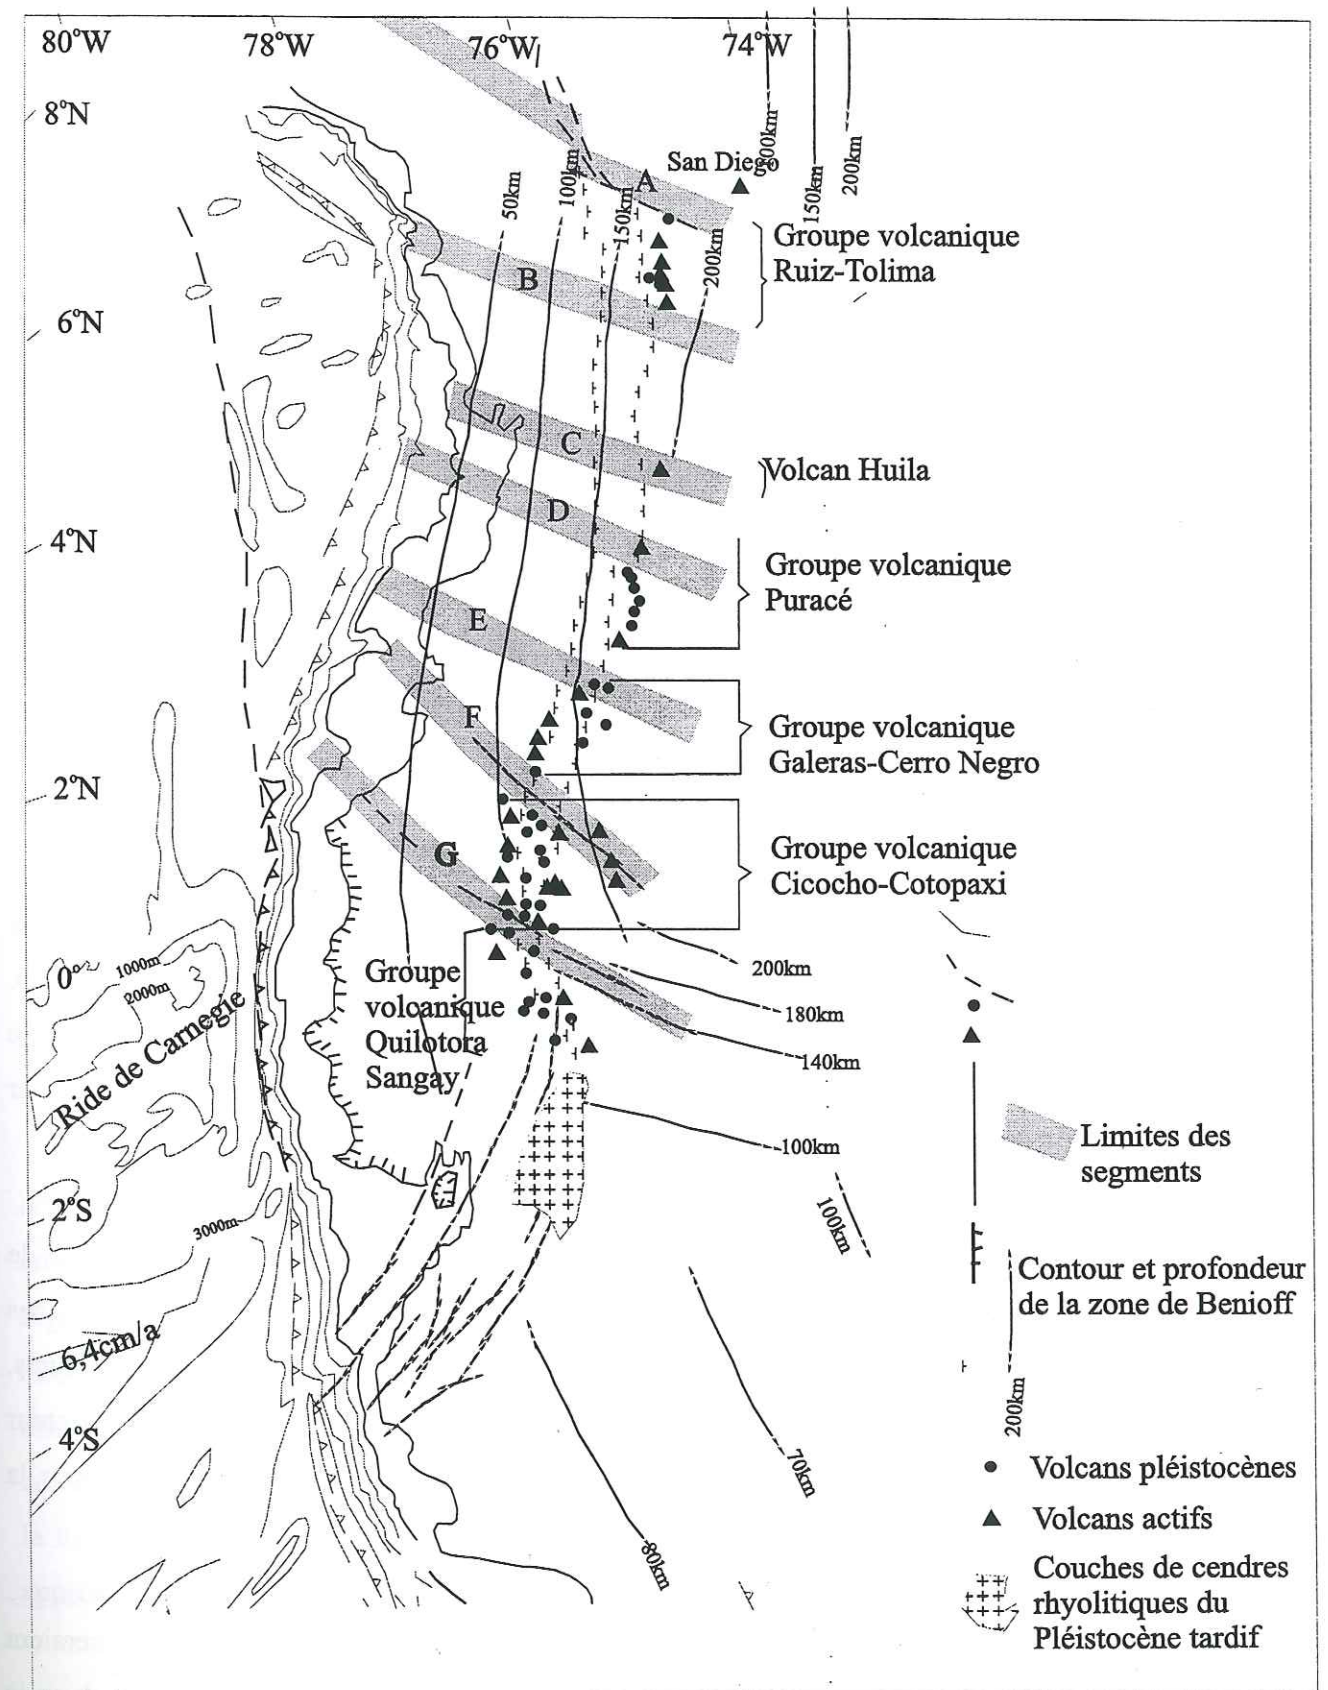 80°W
78°W
76°W
74°W
8°N
6°N
4°N
2°N
0°
2°S
4°S
50km
100km
150km
200km
150km
200km
San Diego
A
B
C
D
E
F
G
Groupe volcanique
Ruiz-Tolima
Volcan Huila
Groupe volcanique
Puracé
Groupe volcanique
Galeras-Cerro Negro
Groupe volcanique
Cicocho-Cotopaxi
Groupe
volcanique
Quilotora
Sangay
1000m
2000m
3000m
Ride de Carnegie
6,4cm/a
200km
180km
140km
100km
100km
70km
80km
Limites des
segments
Contour et profondeur
de la zone de Benioff
200km
Volcans pléistocènes
Volcans actifs
Couches de cendres
rhyolitiques du
Pléistocène tardif